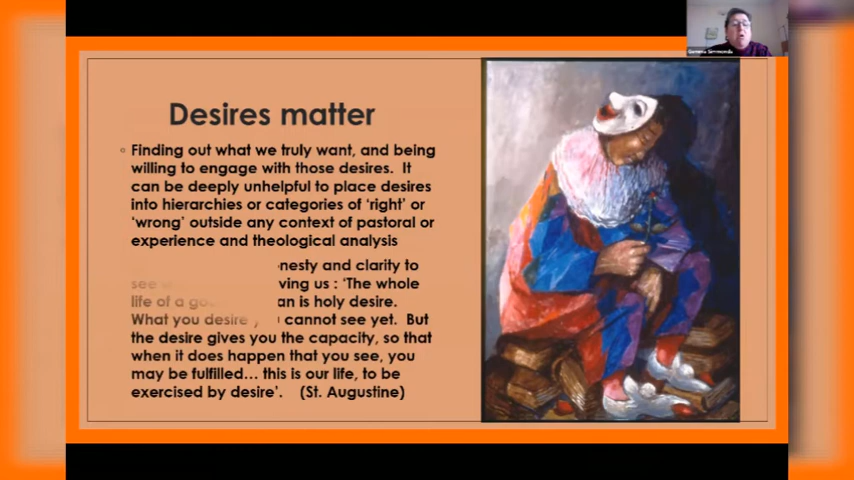 Gemma Simmonds
Desires matter
Finding out what we truly want, and being
willing to engage with those desires. It
can be deeply unhelpful to place desires
into hierarchies or categories of ‘right’ or
‘wrong’ outside any context of pastoral or
experience and theological analysis
nesty and clarity to
see ving us : ‘The whole
life of a an is holy desire.
What you desire cannot see yet. But
the desire gives you the capacity, so that
when it does happen that you see, you
may be fulfilled… this is our life, to be
exercised by desire’. (St. Augustine)